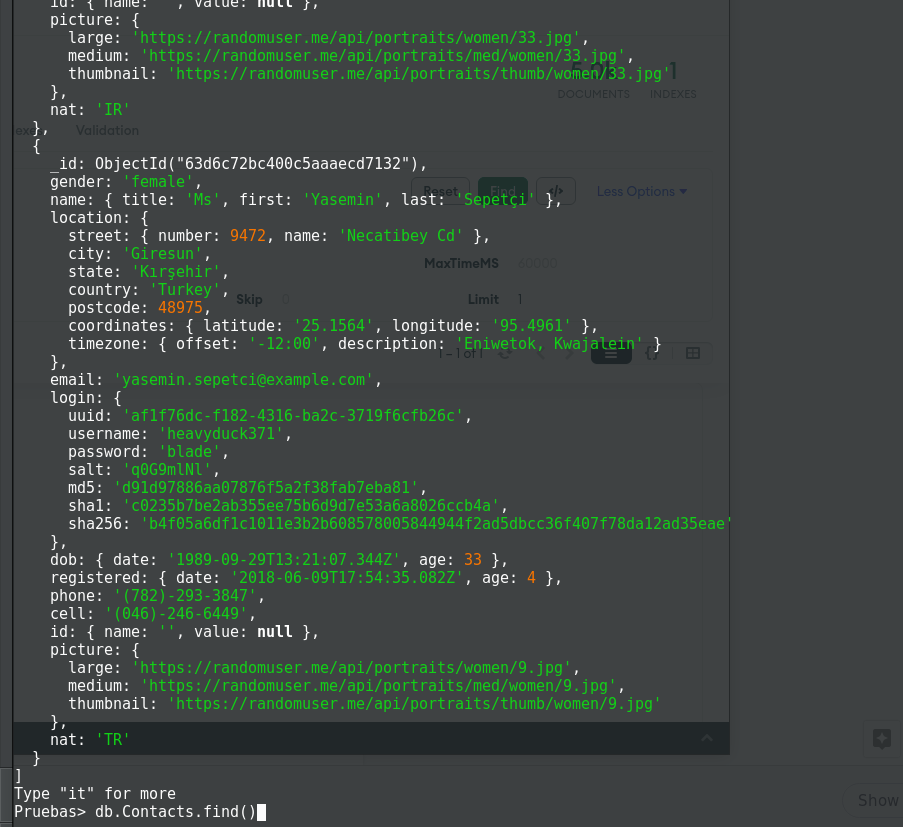 id: { name: '', value: null },
picture: {
large: 'https://randomuser.me/api/portraits/women/33.jpg',
medium: 'https://randomuser.me/api/portraits/med/women/33.jpg',
thumbnail: 'https://randomuser.me/api/portraits/thumb/women/33.jpg'
1
DOCUMENTS INDEXES
},
nat: 'IR'
},
Validation
{
_id: ObjectId("63d6c72bc400c5aaaecd7132"),
gender: 'female',
Reset Find </> Less Options
name: { title: 'Ms', first: 'Yasemin', last: 'Sepetçi' },
location: {
street: { number: 9472, name: 'Necatibey Cd' },
city: 'Giresun',
MaxTimeMS 60000
state: 'Kırşehir',
country: 'Turkey',
Skip 0 Limit 1
postcode: 48975,
coordinates: { latitude: '25.1564', longitude: '95.4961' },
timezone: { offset: '-12:00', description: 'Eniwetok, Kwajalein' }
1 – 1 of 1
},
email: 'yasemin.sepetci@example.com',
login: {
uuid: 'af1f76dc-f182-4316-ba2c-3719f6cfb26c',
username: 'heavyduck371',
password: 'blade',
salt: 'q0G9mlNl',
md5: 'd91d97886aa07876f5a2f38fab7eba81',
sha1: 'c0235b7be2ab355ee75b6d9d7e53a6a8026ccb4a',
sha256: 'b4f05a6df1c1011e3b2b608578005844944f2ad5dbcc36f407f78da12ad35eae'
},
dob: { date: '1989-09-29T13:21:07.344Z', age: 33 },
registered: { date: '2018-06-09T17:54:35.082Z', age: 4 },
phone: '(782)-293-3847',
cell: '(046)-246-6449',
id: { name: '', value: null },
picture: {
large: 'https://randomuser.me/api/portraits/women/9.jpg',
medium: 'https://randomuser.me/api/portraits/med/women/9.jpg',
thumbnail: 'https://randomuser.me/api/portraits/thumb/women/9.jpg'
},
nat: 'TR'
}
]
Type "it" for more
Show
Pruebas> db.Contacts.find()